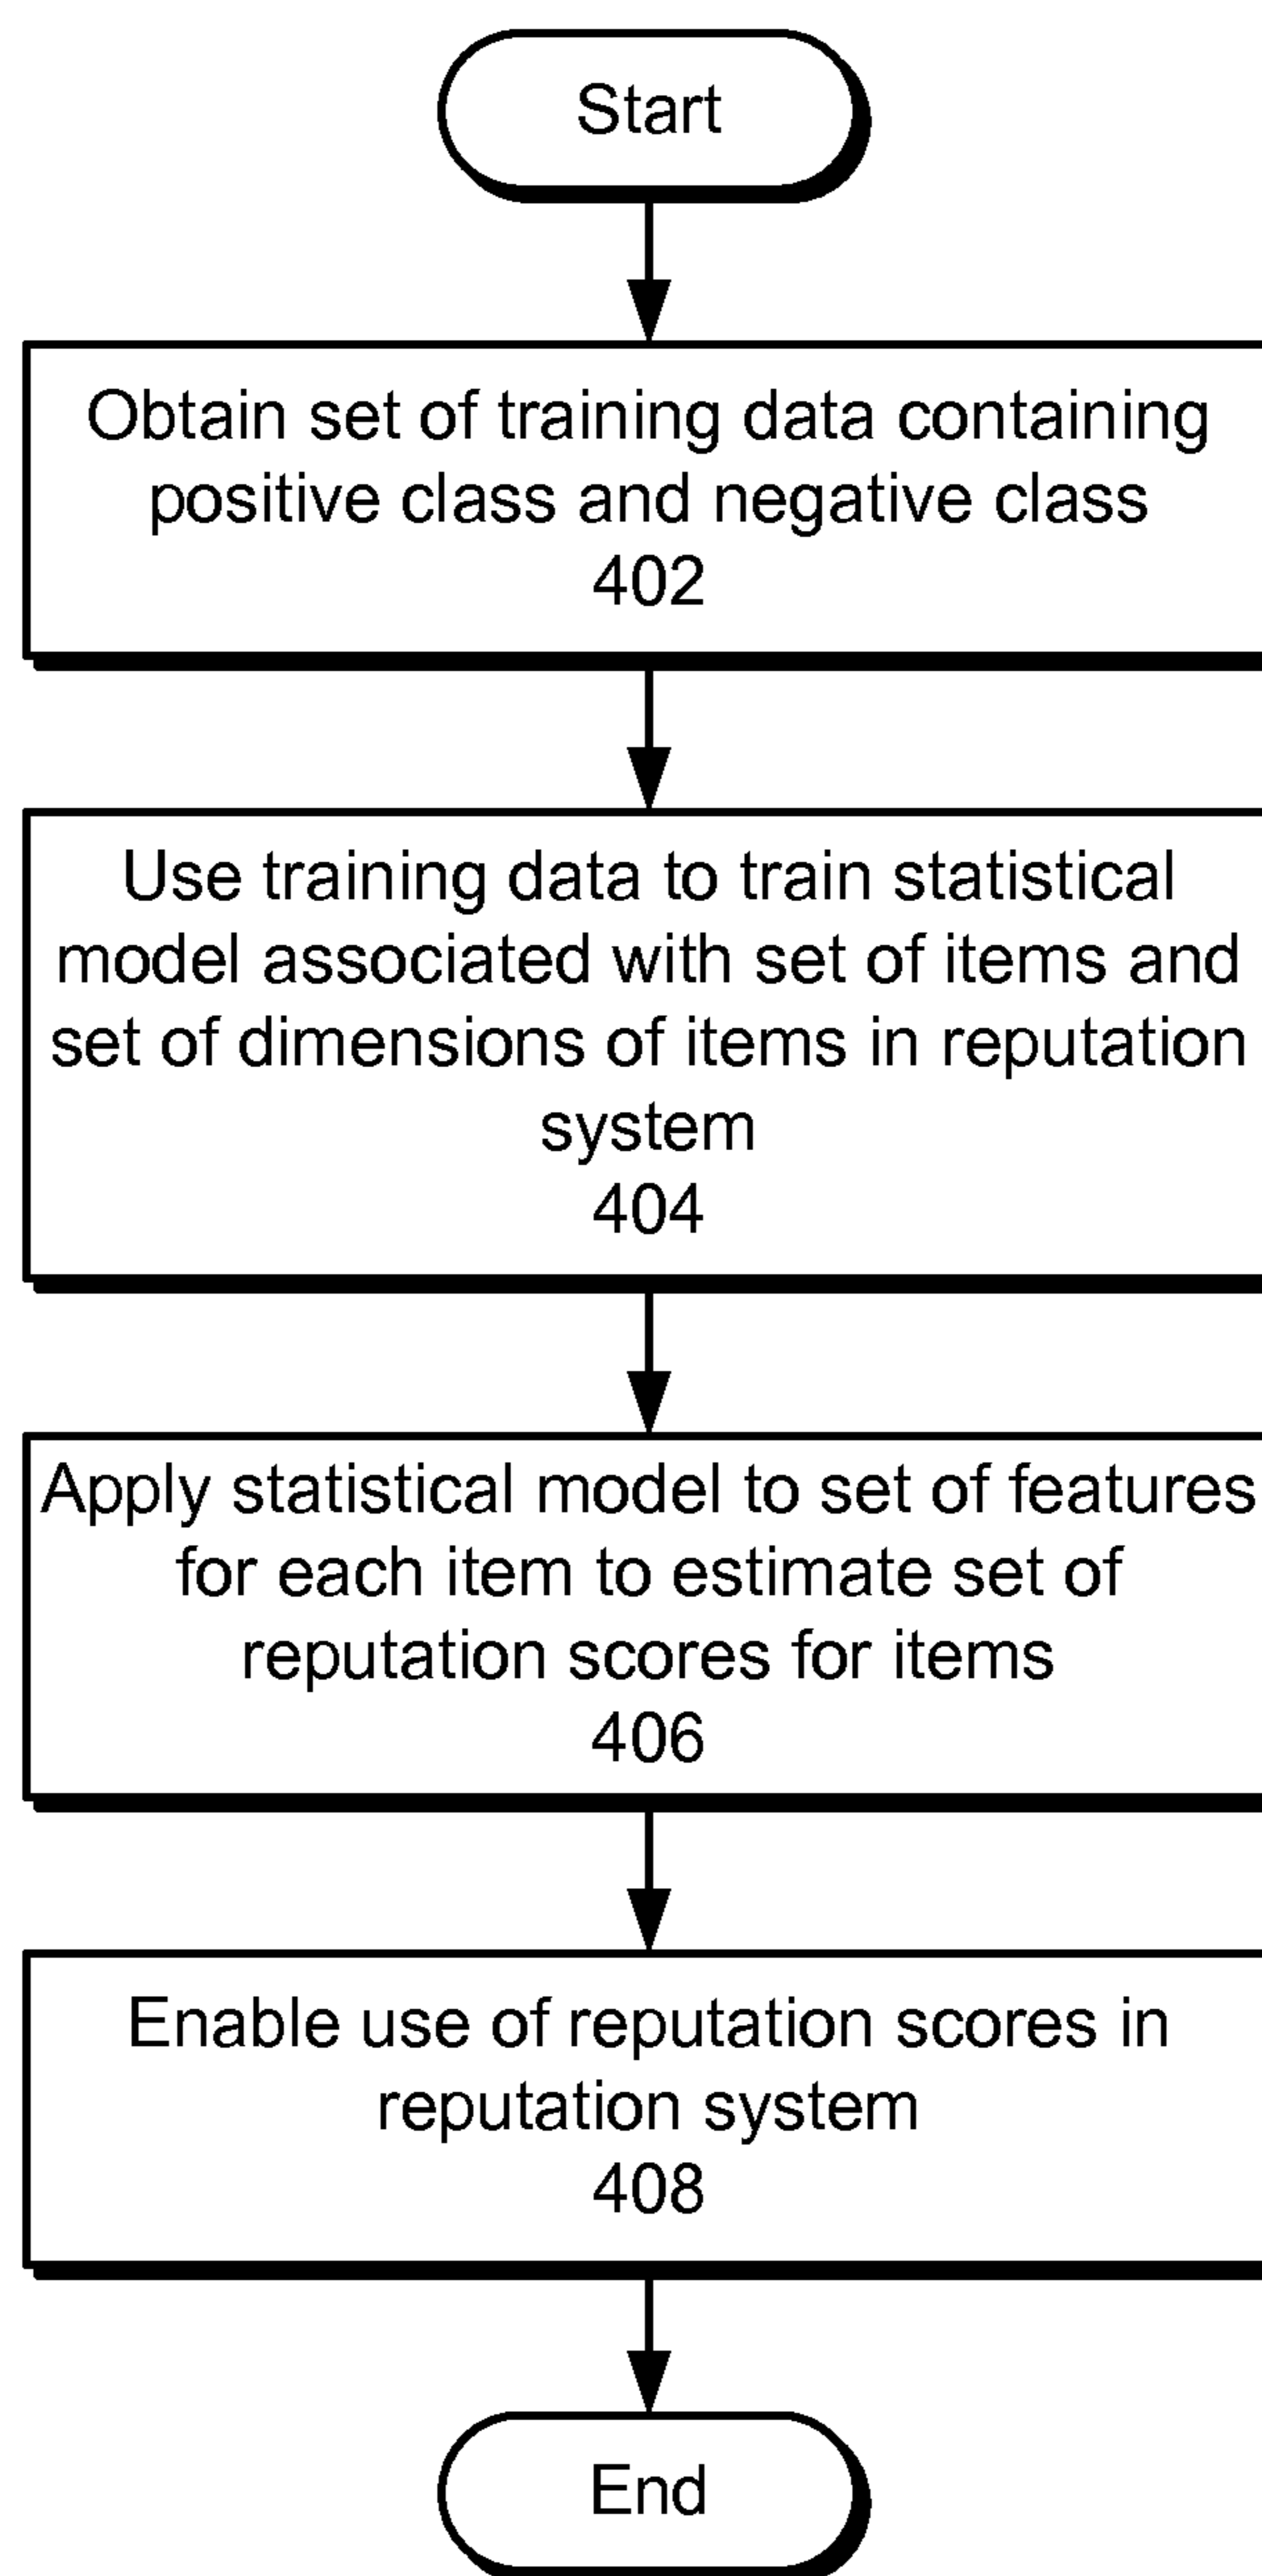 Start
Obtain set of training data containing
positive class and negative class
402
Use training data to train statistical
model associated with set of items and
set of dimensions of items in reputation
system
404
Apply statistical model to set of features
for each item to estimate set of
reputation scores for items
406
Enable use of reputation scores in
reputation system
408
End